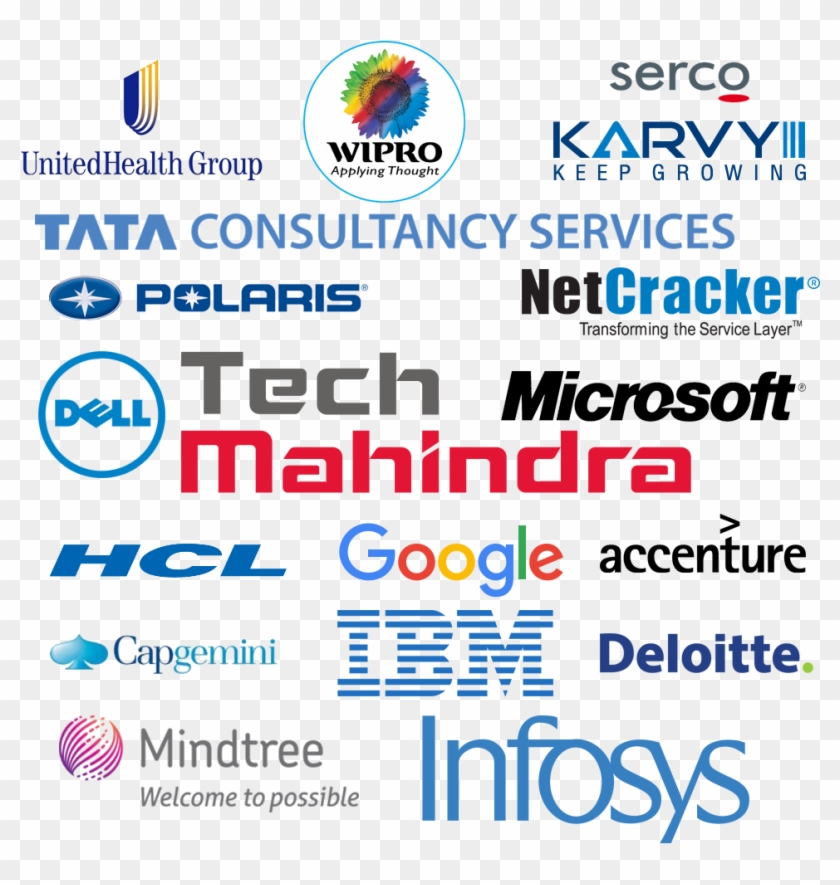 serco
UnitedHealth Group
WIPRO
Applying Thought
KARVY
KEEP GROWING
TATA CONSULTANCY SERVICES
POLARIS®
NetCracker®
Transforming the Service Layer™
DELL
Tech
Mahindra
Microsoft®
HCL
Google
>
accenture
Capgemini
IBM
Deloitte.
Mindtree
Welcome to possible
Infosys